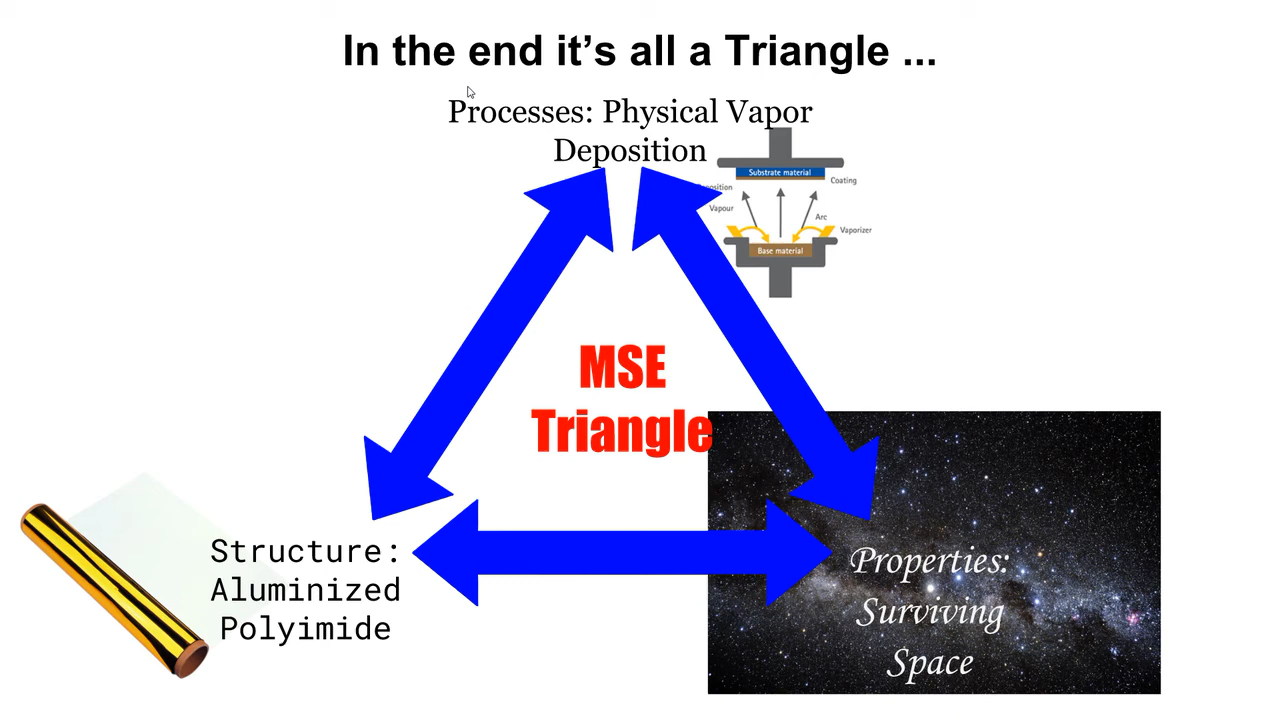 In the end it's all a Triangle ...
Processes: Physical Vapor
Deposition
Substrate material
Coating
Vapour
Arc
Vaporizer
Base material
MSE
Triangle
Structure:
Aluminized
Polyimide
Properties:
Surviving
Space